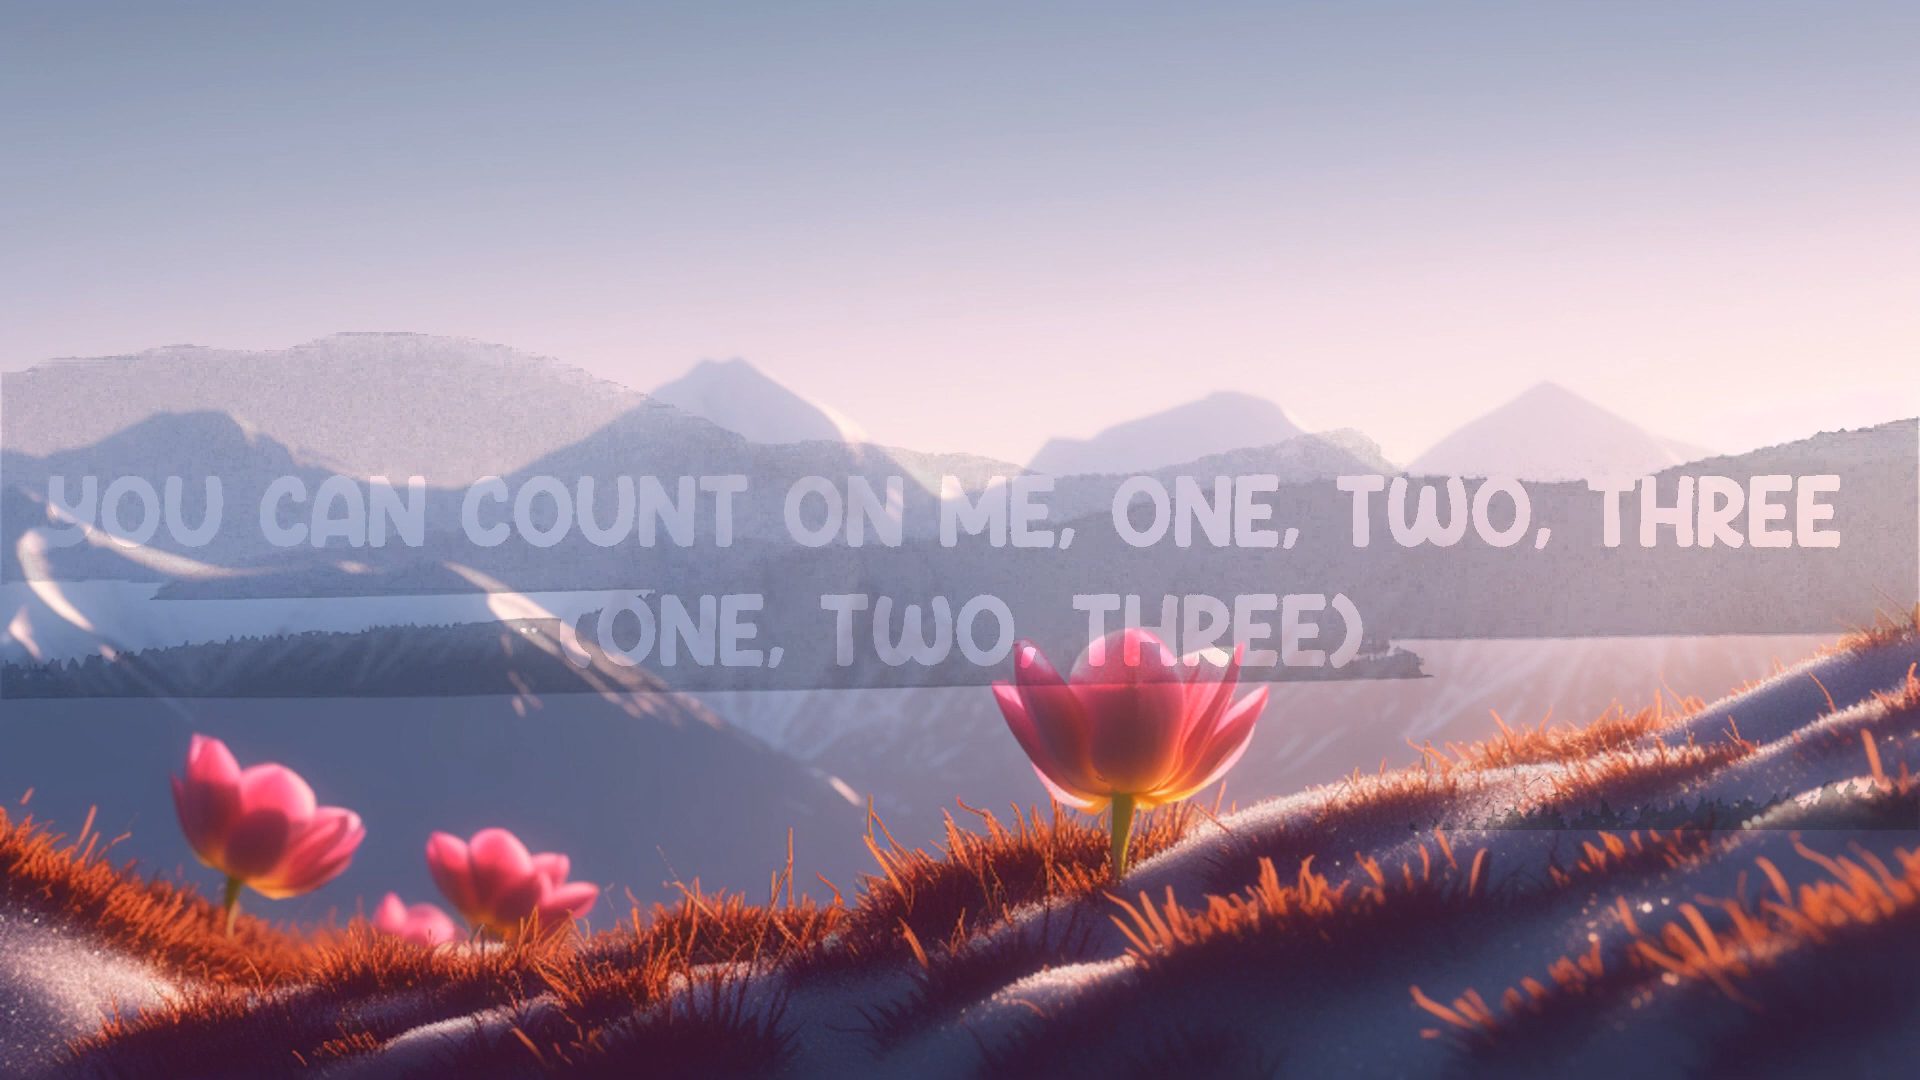 YOU CAN COUNT ON ME, ONE, TWO, THREE
(ONE, TWO, THREE)